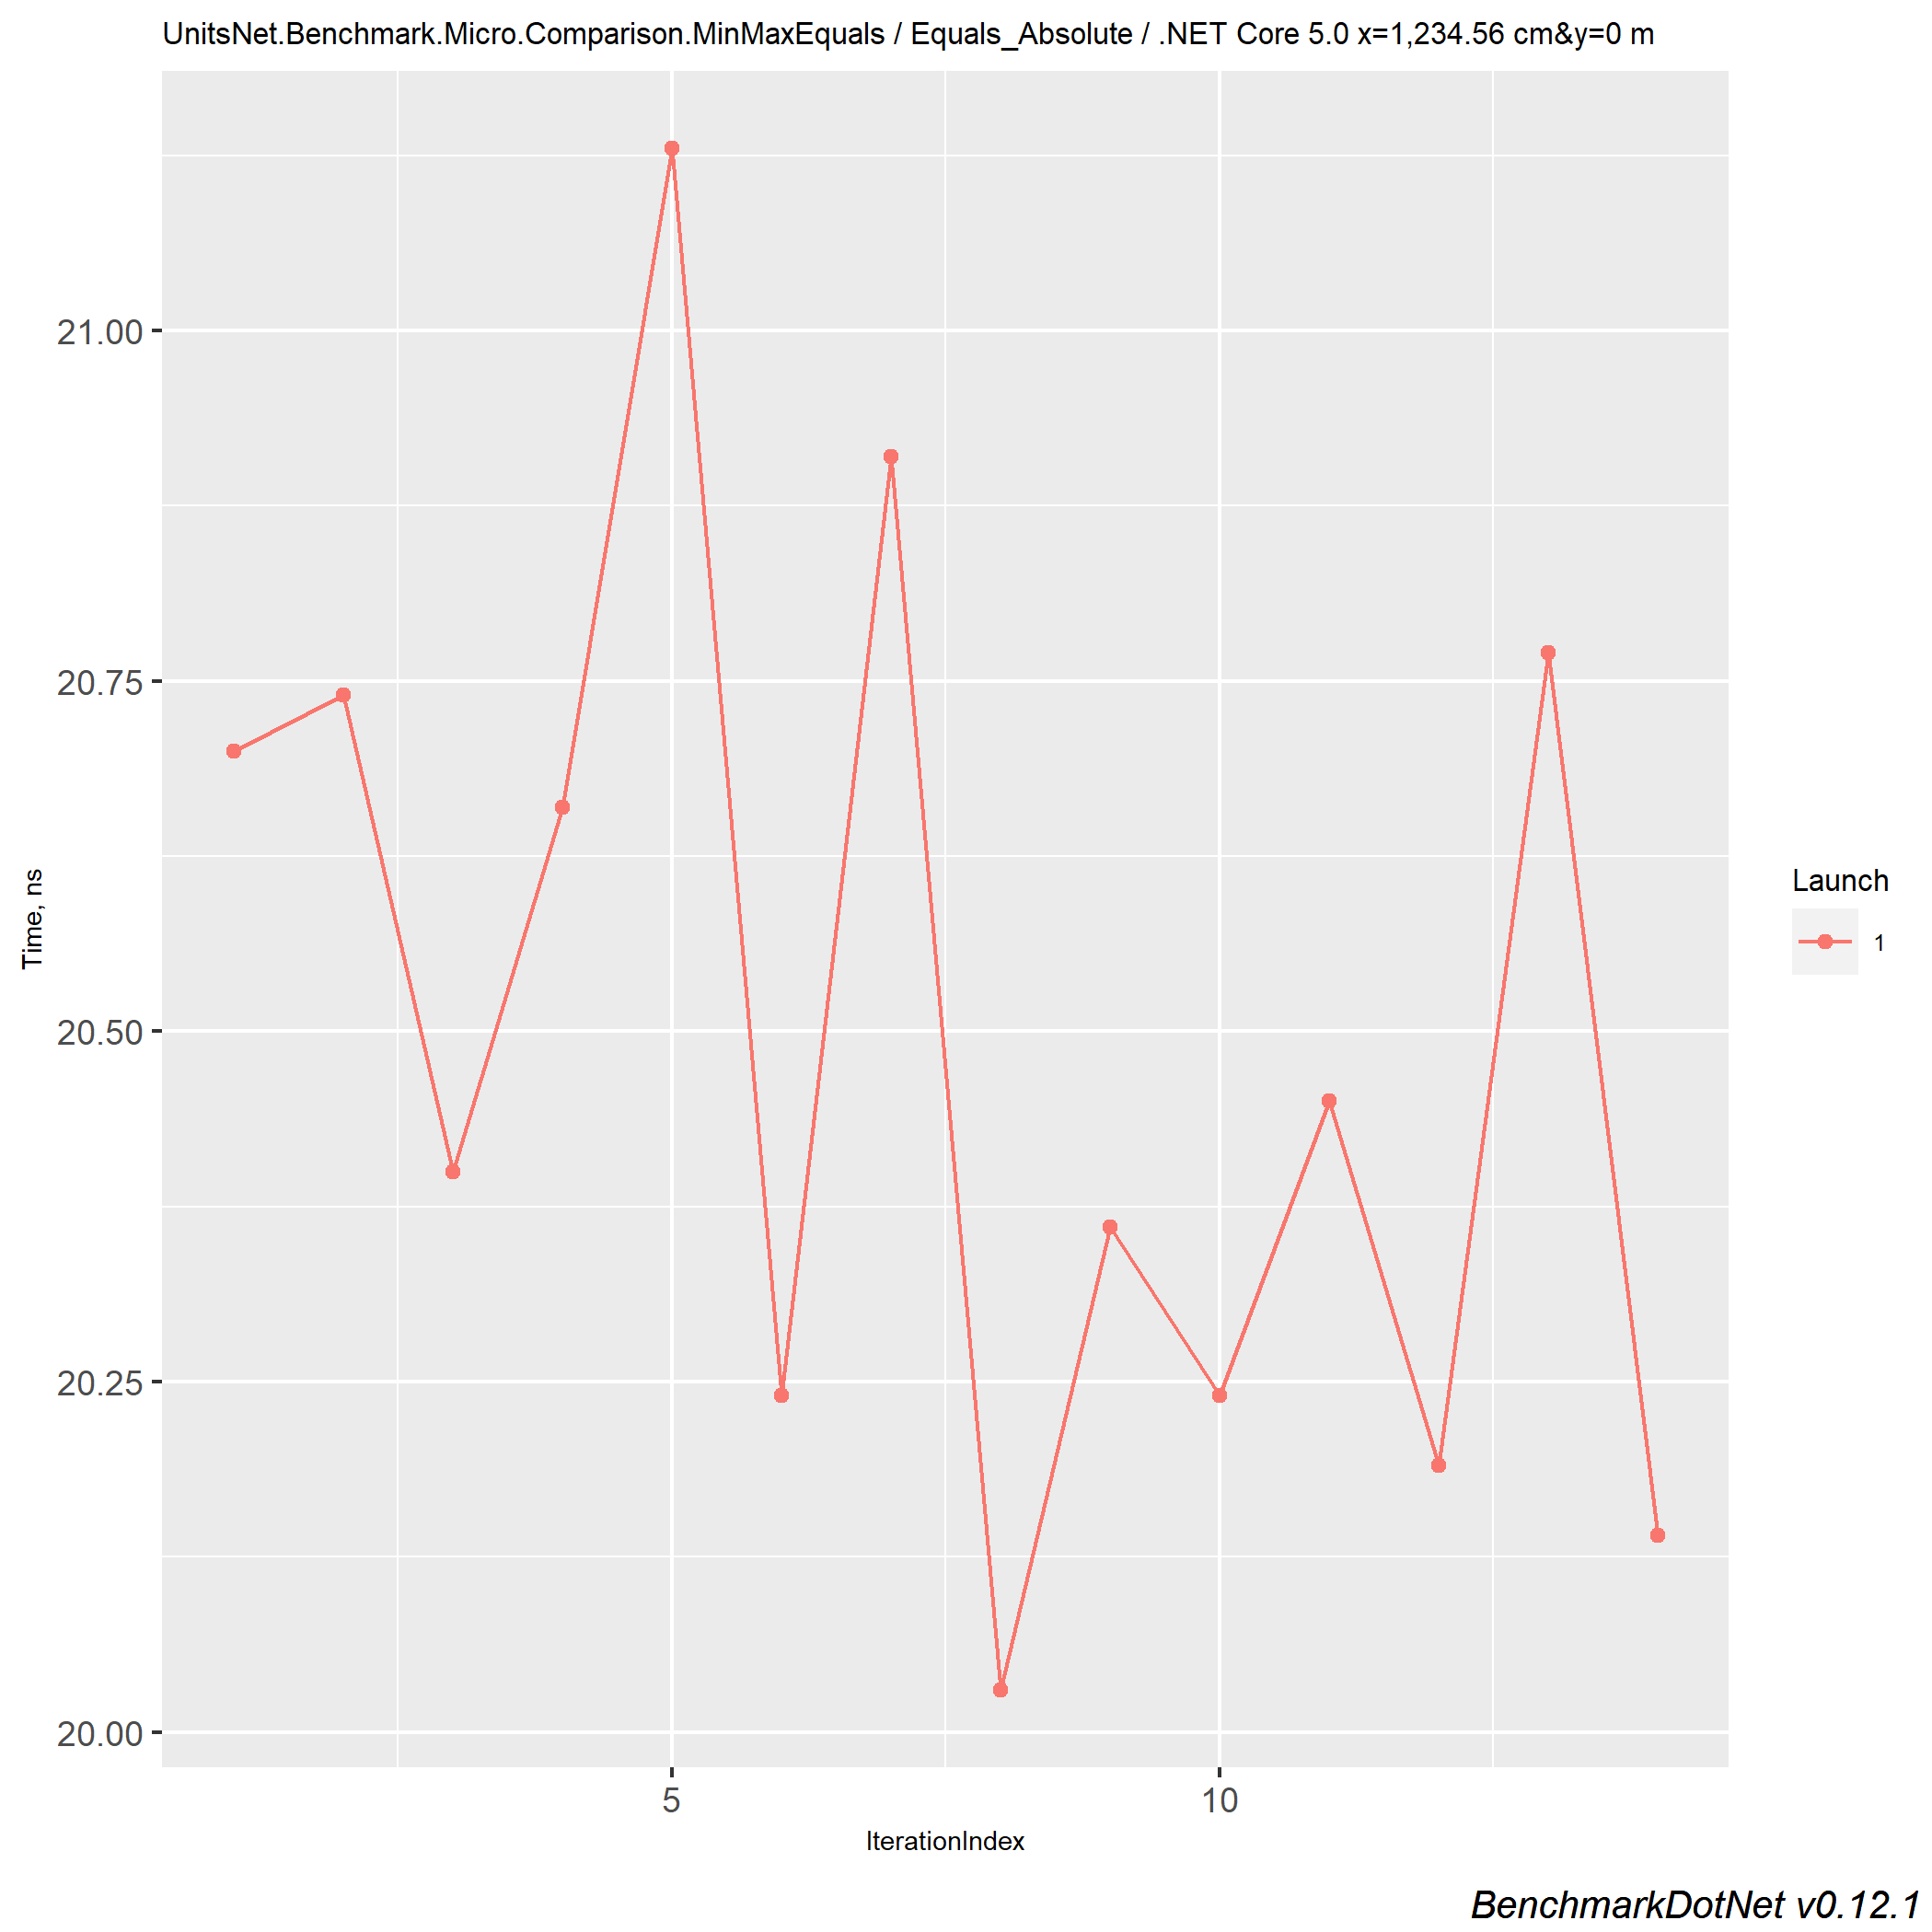 UnitsNet.Benchmark.Micro.Comparison.MinMaxEquals / Equals_Absolute / .NET Core 5.0 x=1,234.56 cm&y=0 m
21.00
20.75
20.50
20.25
20.00
Time, ns
5
10
IterationIndex
Launch
1
BenchmarkDotNet v0.12.1